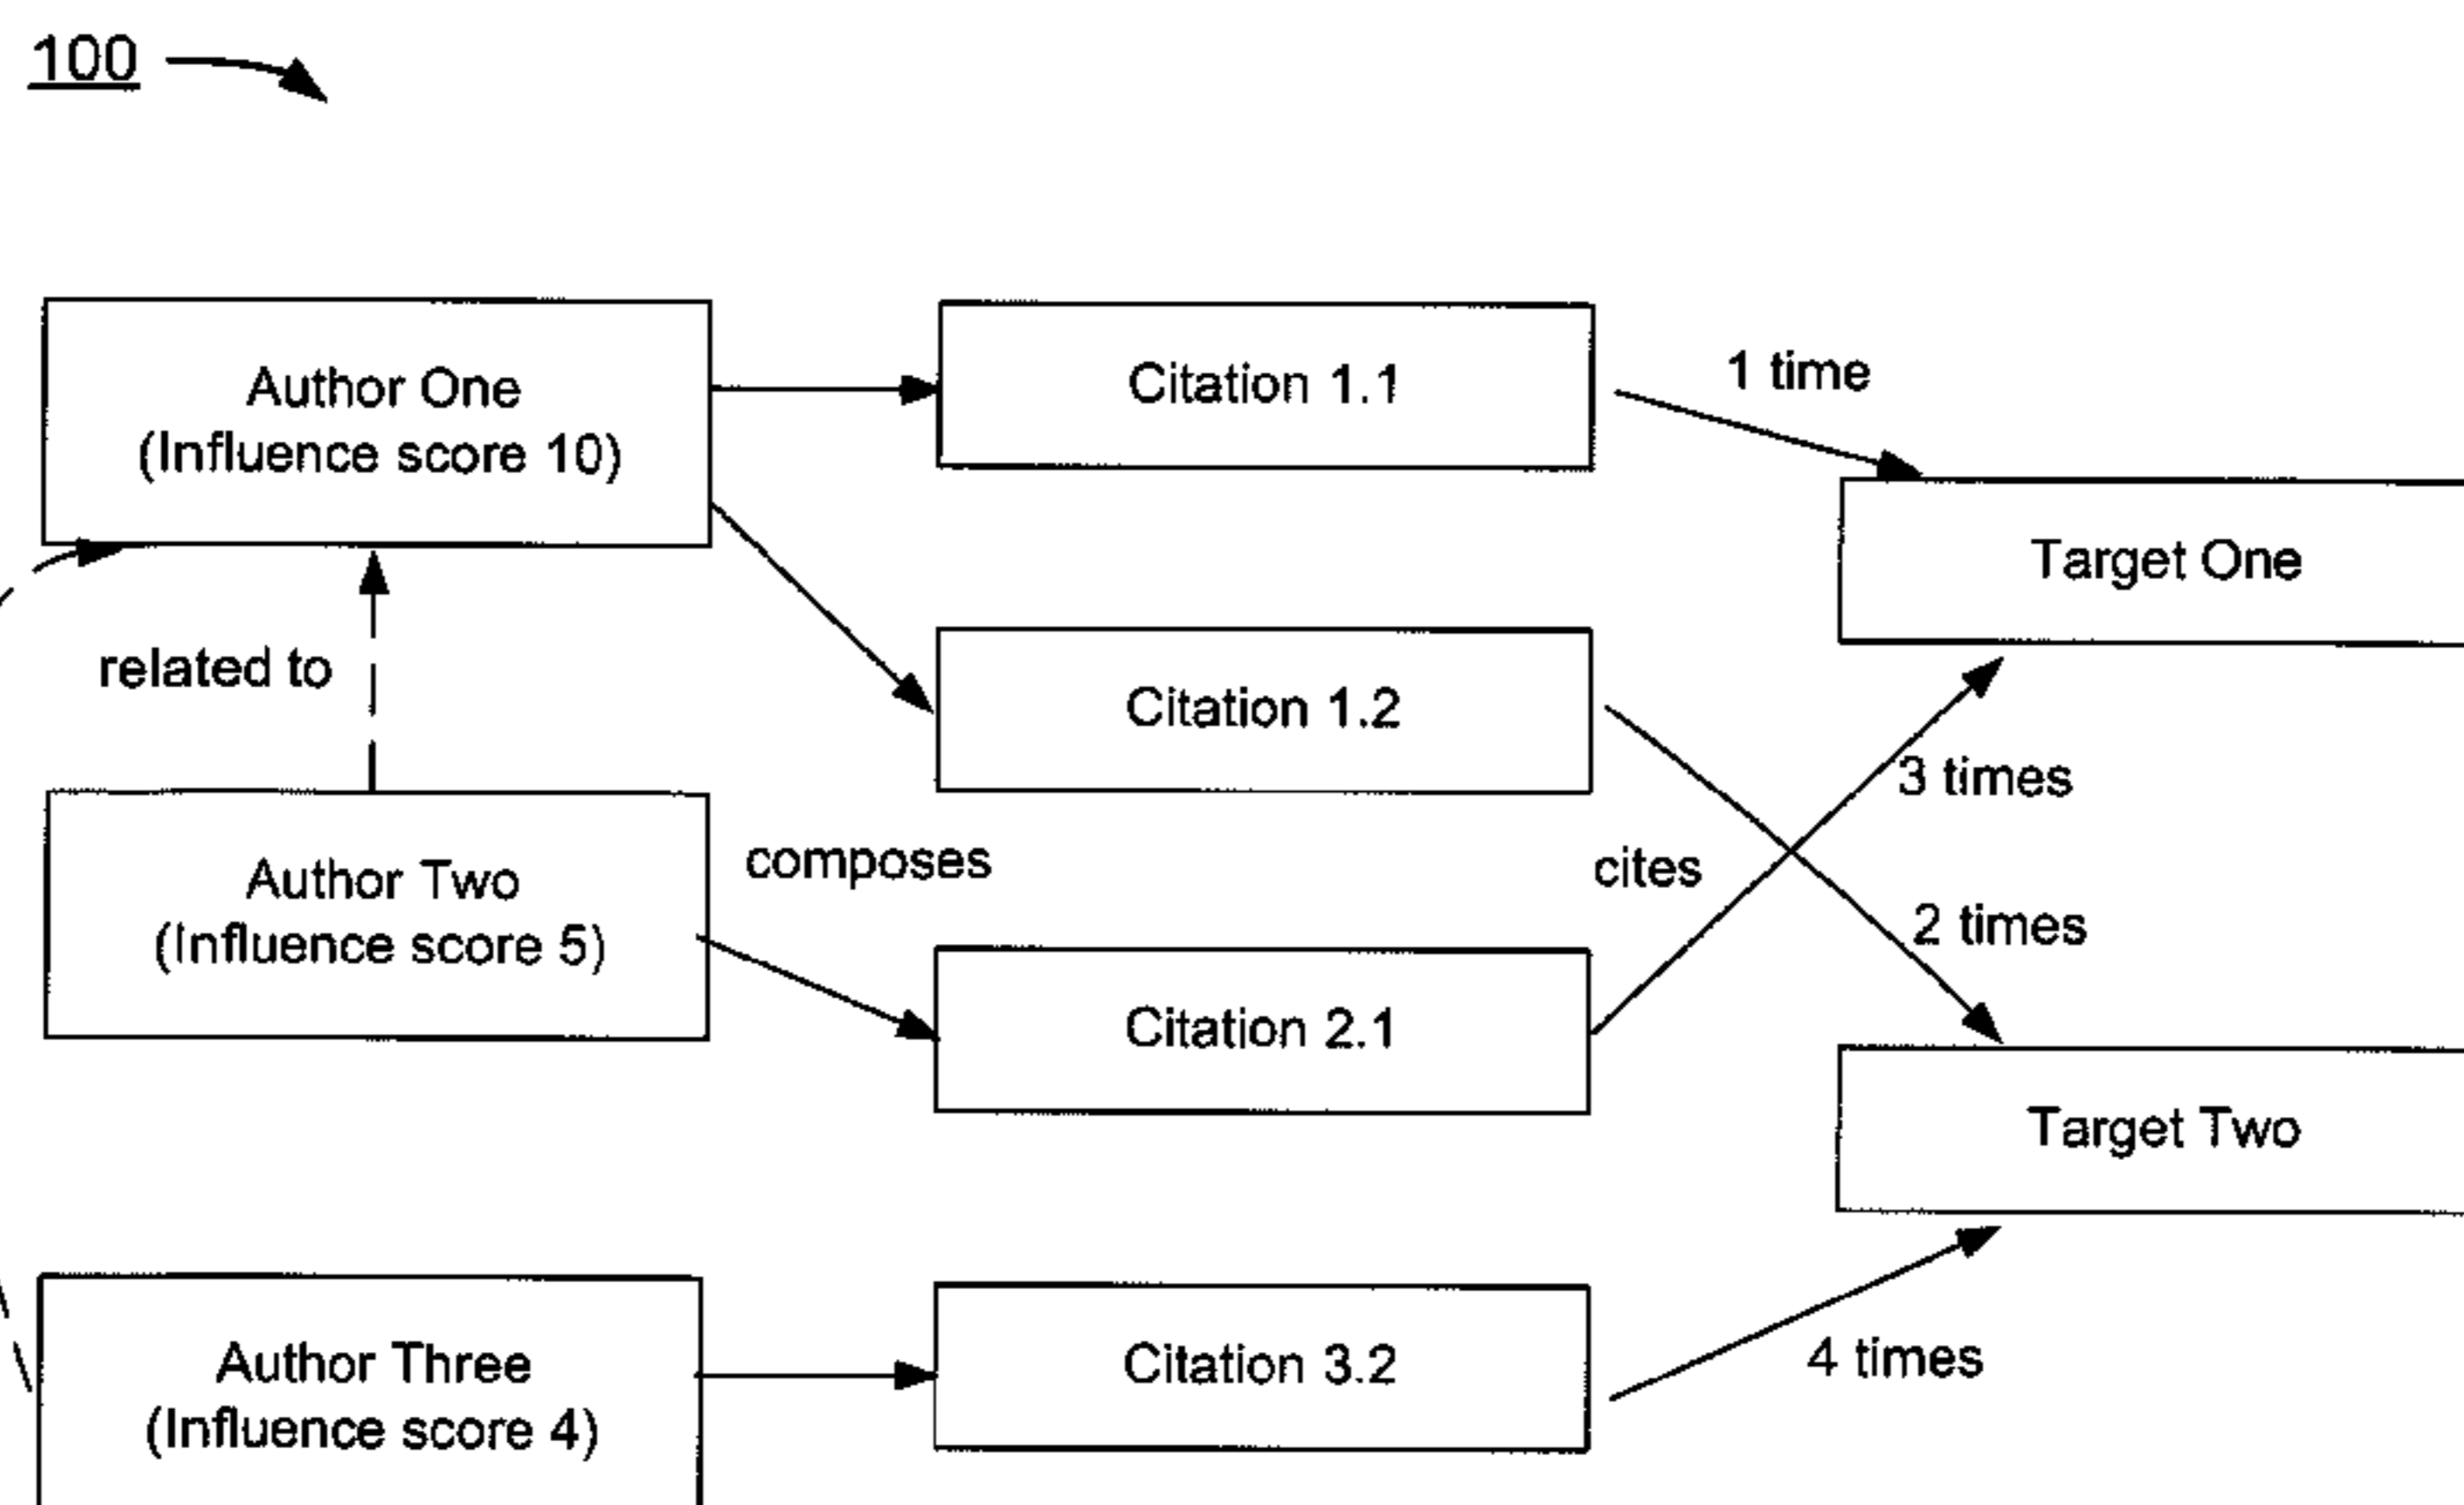 100
Author One
(Influence score 10)
Citation 1.1
1 time
Target One
related to
Citation 1.2
3 times
Author Two
(Influence score 5)
composes
cites
2 times
Citation 2.1
Target Two
Author Three
(Influence score 4)
Citation 3.2
4 times